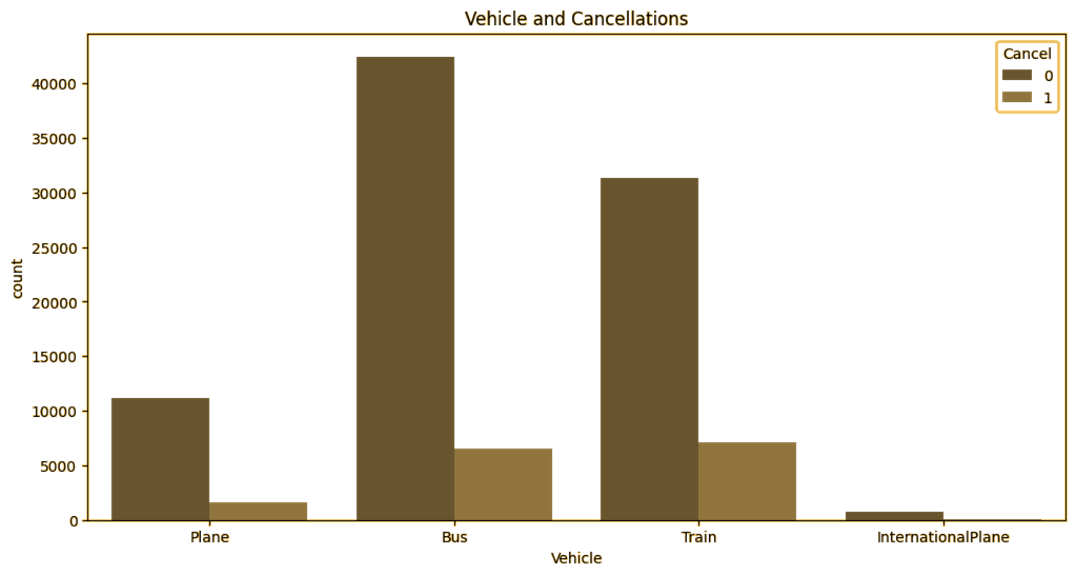 Vehicle and Cancellations
Cancel
0
1
count
40000
35000
30000
25000
20000
15000
10000
5000
0
Plane Bus Train InternationalPlane
Vehicle